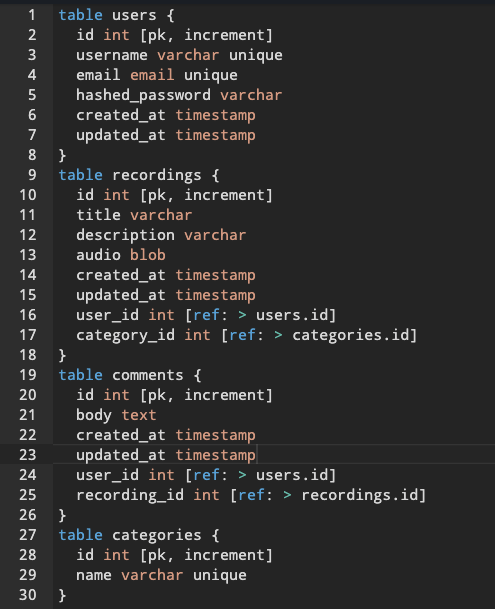 1 table users {
2 id int [pk, increment]
3 username varchar unique
4 email email unique
5 hashed_password varchar
6 created_at timestamp
7 updated_at timestamp
8 }
9 table recordings {
10 id int [pk, increment]
11 title varchar
12 description varchar
13 audio blob
14 created_at timestamp
15 updated_at timestamp
16 user_id int [ref: > users.id]
17 category_id int [ref: > categories.id]
18 }
19 table comments {
20 id int [pk, increment]
21 body text
22 created_at timestamp
23 updated_at timestamp
24 user_id int [ref: > users.id]
25 recording_id int [ref: > recordings.id]
26 }
27 table categories {
28 id int [pk, increment]
29 name varchar unique
30 }